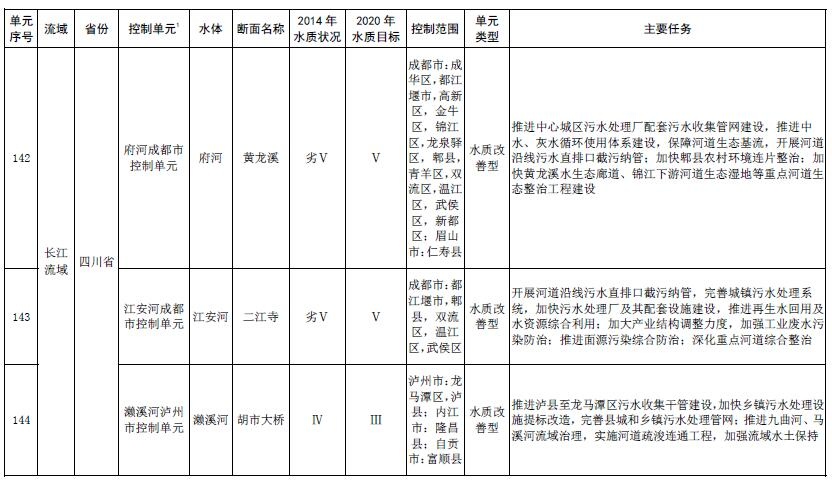 单元序号 流域 省份 控制单元¹ 水体 断面名称 2014年水质状况 2020年水质目标 控制范围 单元类型 主要任务
长江流域
四川省
142
府河成都市
控制单元
府河
黄龙溪
劣Ⅴ
Ⅴ
成都市：成
华区，都江
堰市，高新
区，金牛
区，锦江
区，龙泉驿
区，郫县，
青羊区，双
流区，温江
区，武侯
区，新都
区；眉山
市：仁寿县
水质改
善型
推进中心城区污水处理厂配套污水收集管网建设，推进中
水、灰水循环使用体系建设，保障河道生态基流，开展河道
沿线污水直排口截污纳管；加快郫县农村环境连片整治；加
快黄龙溪水生态廊道、锦江下游河道生态湿地等重点河道生
态整治工程建设
143
江安河成都
市控制单元
江安河
二江寺
劣Ⅴ
Ⅴ
成都市：都
江堰市，郫
县，双流
区，温江
区，武侯区
水质改
善型
开展河道沿线污水直排口截污纳管，完善城镇污水处理系
统，加快污水处理厂及其配套设施建设，推进再生水回用及
水资源综合利用；加大产业结构调整力度，加强工业废水污
染防治；推进面源污染综合防治；深化重点河道综合整治
144
濑溪河泸州
市控制单元
濑溪河
胡市大桥
Ⅳ
Ⅲ
泸州市：龙
马潭区，泸
县；内江
市：隆昌
县；自贡
市：富顺县
水质改
善型
推进泸县至龙马潭区污水收集干管建设，加快乡镇污水处理设
施提标改造，完善县城和乡镇污水处理管网；推进九曲河、马
溪河流域治理，实施河道疏浚连通工程，加强流域水土保持